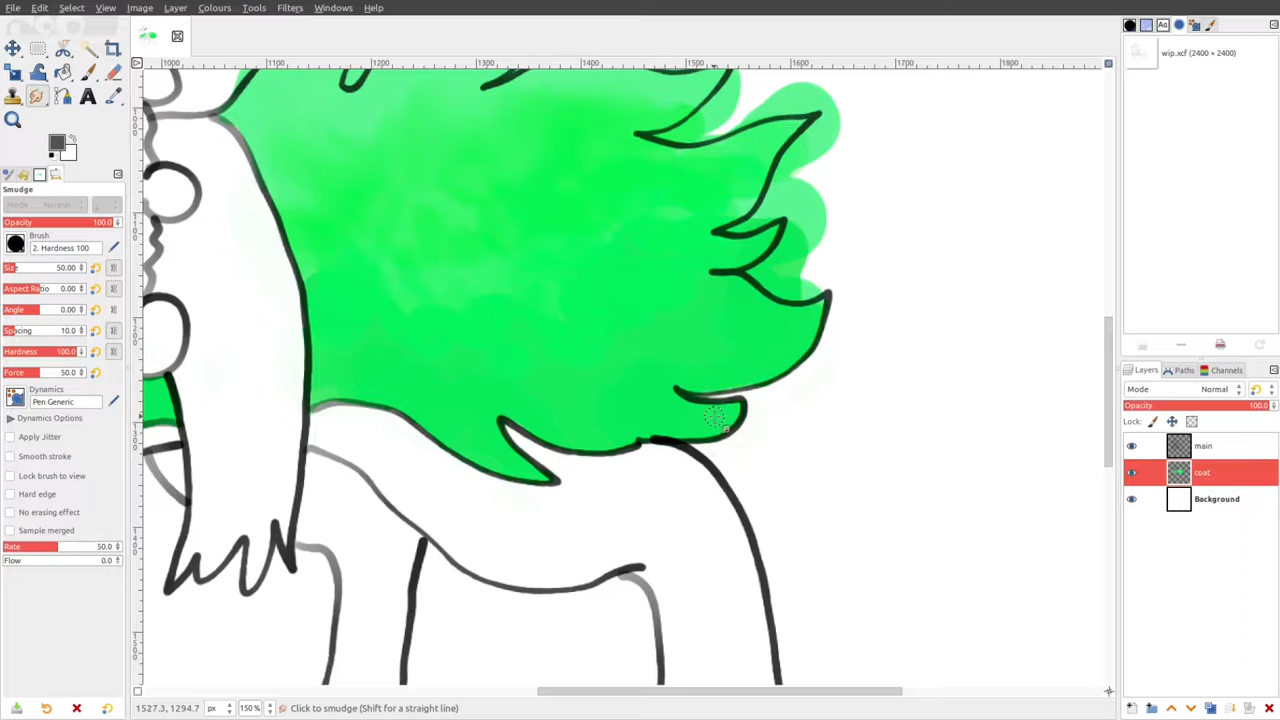 File Edit Select View Image Layer Colours Tools Filters Windows Help
1000 1100 1200 1300 1400 1500 1600 1700 1800
Smudge
Mode Normal
Opacity 100.0
Brush
2. Hardness 100
Size 50.00
Aspect Ratio 0.00
Angle 0.00
Spacing 10.0
Hardness 100.0
Force 50.0
Dynamics
Pen Generic
Dynamics Options
Apply Jitter
Smooth stroke
Lock brush to view
Hard edge
No erasing effect
Sample merged
Rate 50.0
Flow 0.0
1527.3, 1294.7 px 150 % Click to smudge (Shift for a straight line)
Aa
wip.xcf (2400 × 2400)
Layers Paths Channels
Mode Normal
Opacity 100.0
Lock:
main
coat
Background